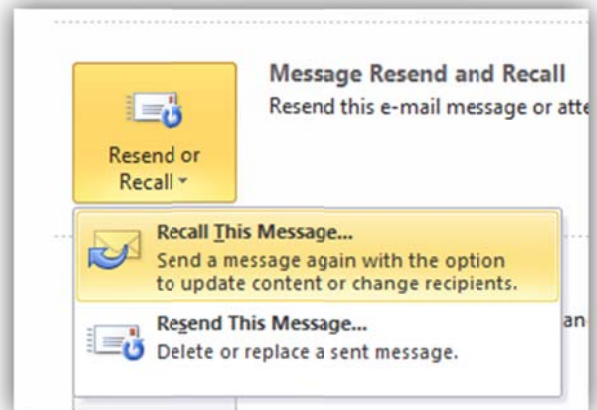 Message Resend and Recall
Resend this e-mail message or atte
Resend or
Recall
Recall This Message...
Send a message again with the option
to update content or change recipients.
Resend This Message...
Delete or replace a sent message.
an